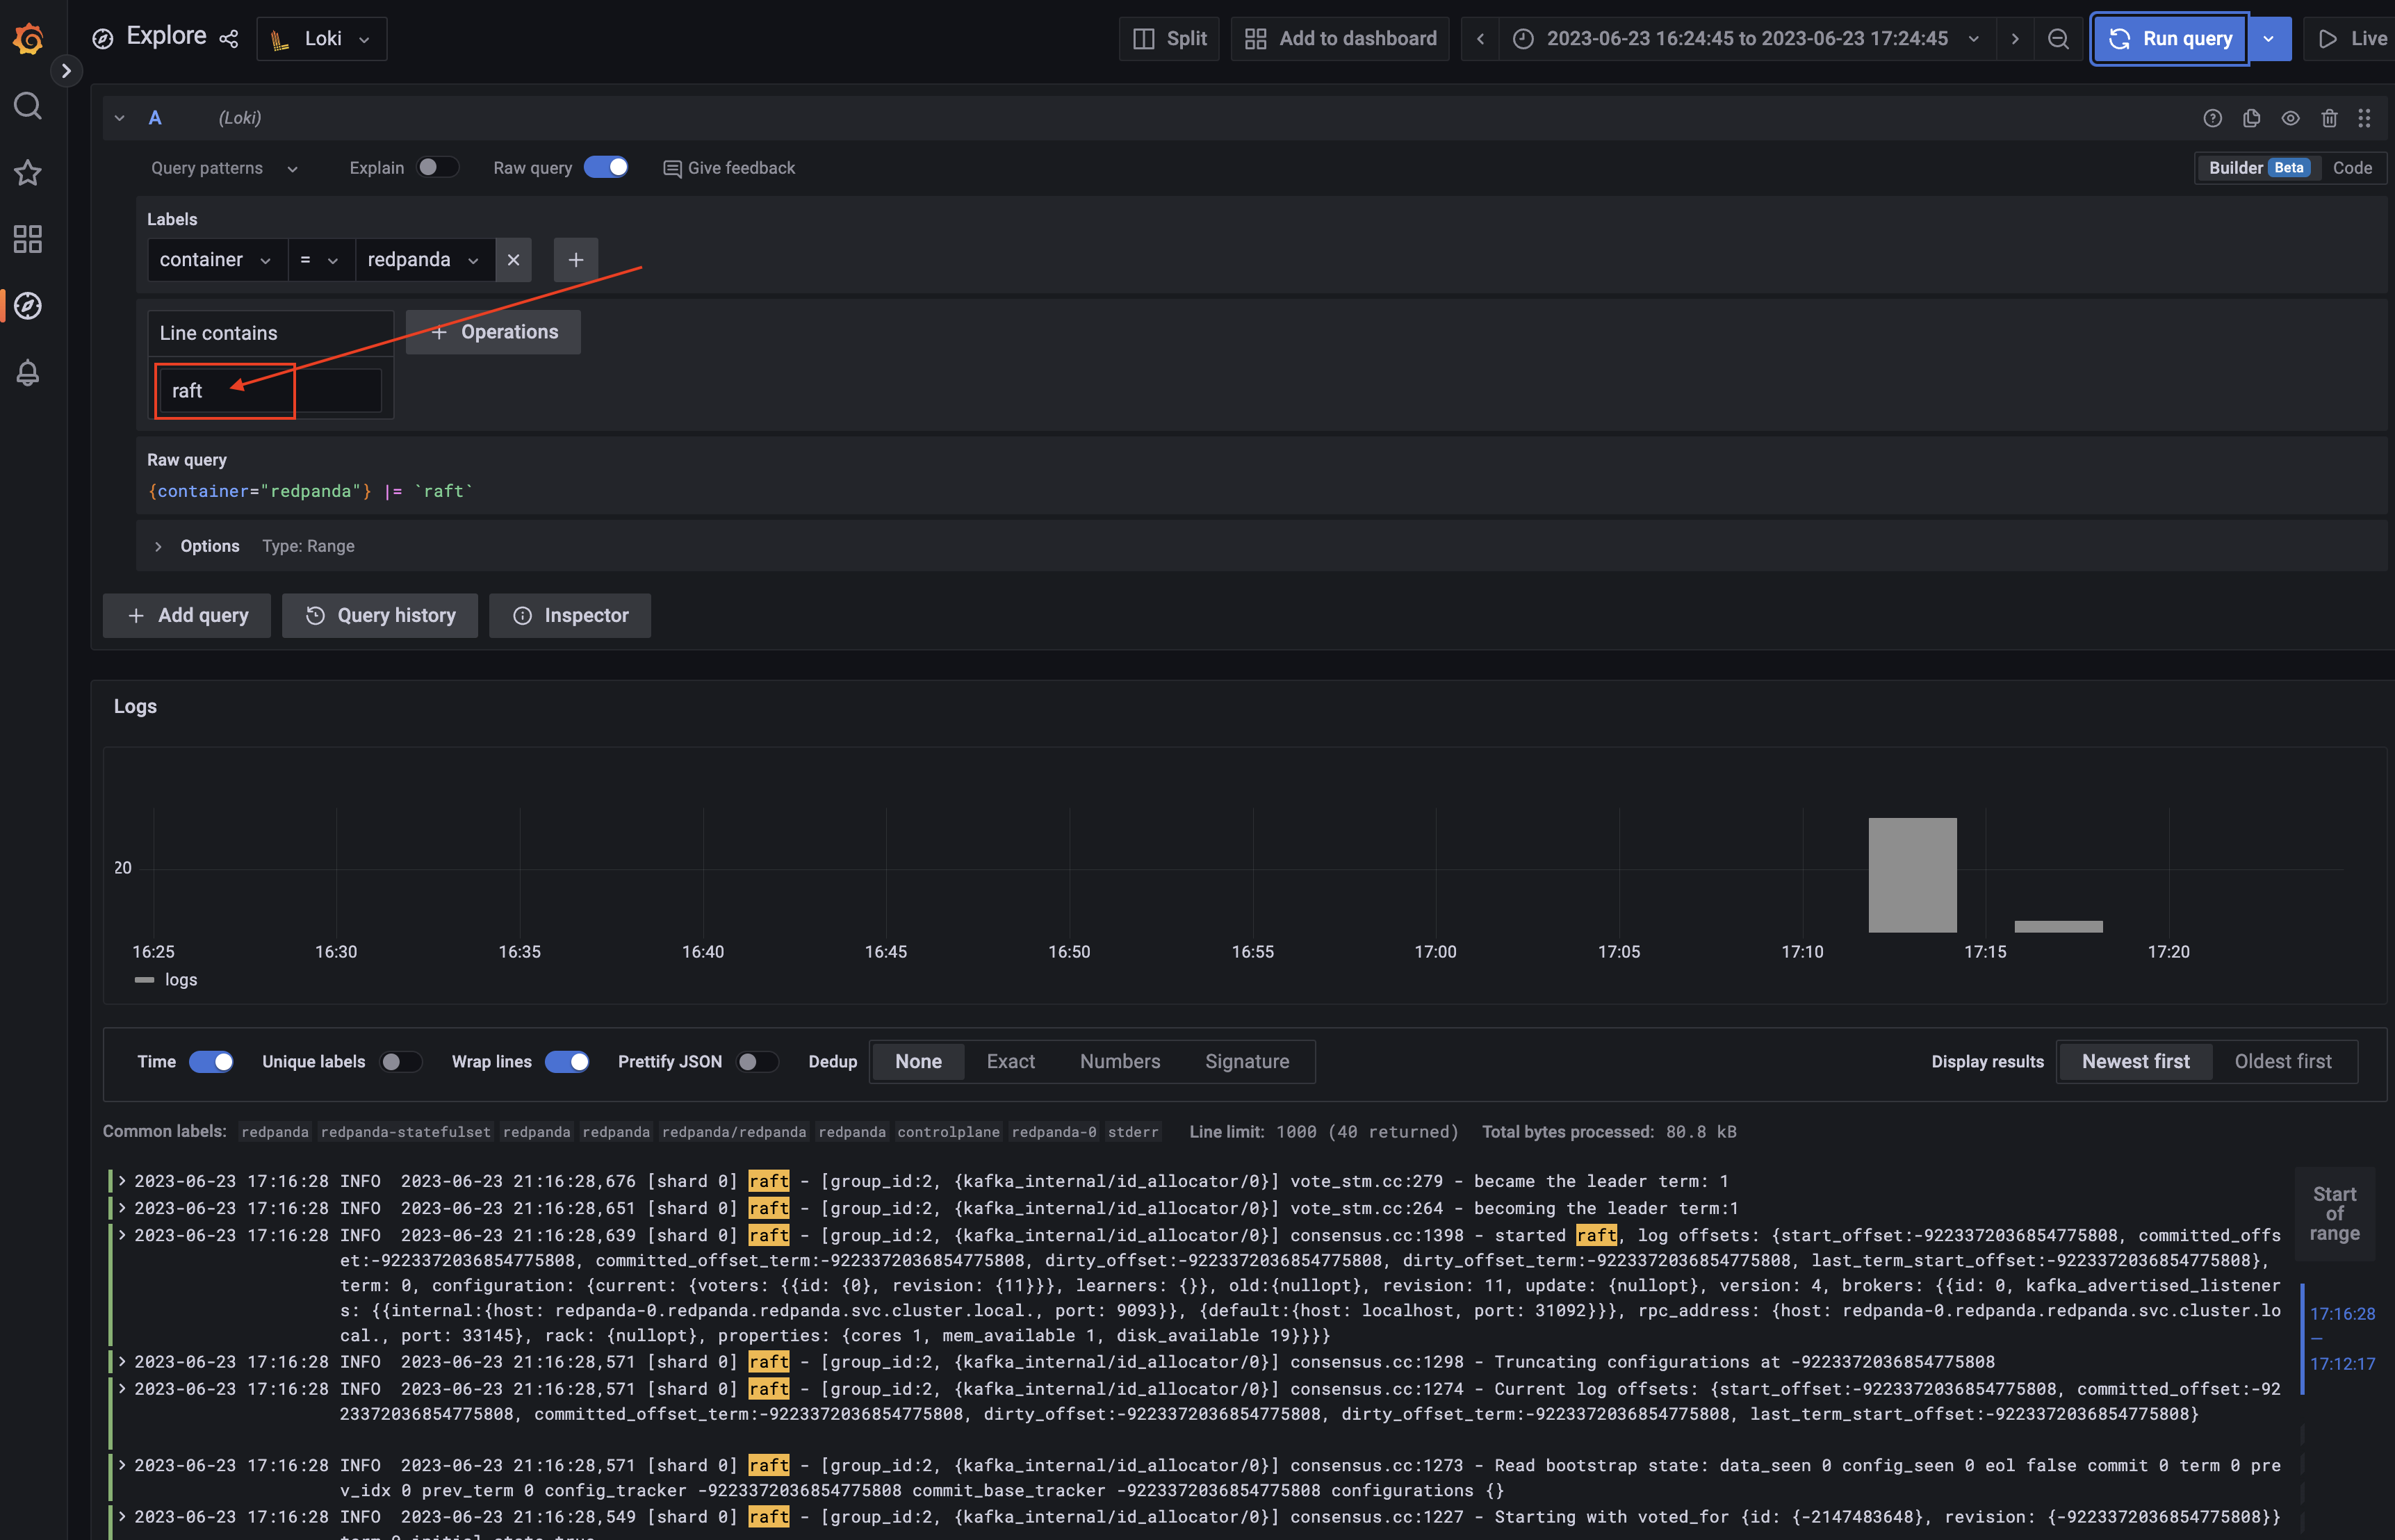 Explore Loki Split Add to dashboard 2023-06-23 16:24:45 to 2023-06-23 17:24:45 Run query Live
A (Loki)
Query patterns Explain Raw query Give feedback Builder Beta Code
Labels
container = redpanda
Line contains Operations
raft
Raw query
{container="redpanda"} |= `raft`
Options Type: Range
Add query Query history Inspector
Logs
20
16:25 16:30 16:35 16:40 16:45 16:50 16:55 17:00 17:05 17:10 17:15 17:20
logs
Time Unique labels Wrap lines Prettify JSON Dedup None Exact Numbers Signature Display results Newest first Oldest first
Common labels: redpanda redpanda-statefulset redpanda redpanda redpanda/redpanda redpanda controlplane redpanda-0 stderr Line limit: 1000 (40 returned) Total bytes processed: 80.8 kB
2023-06-23 17:16:28 INFO 2023-06-23 21:16:28,676 [shard 0] raft - [group_id:2, {kafka_internal/id_allocator/0}] vote_stm.cc:279 - became the leader term: 1
2023-06-23 17:16:28 INFO 2023-06-23 21:16:28,651 [shard 0] raft - [group_id:2, {kafka_internal/id_allocator/0}] vote_stm.cc:264 - becoming the leader term:1
2023-06-23 17:16:28 INFO 2023-06-23 21:16:28,639 [shard 0] raft - [group_id:2, {kafka_internal/id_allocator/0}] consensus.cc:1398 - started raft, log offsets: {start_offset:-9223372036854775808, committed_offs
et:-9223372036854775808, committed_offset_term:-9223372036854775808, dirty_offset:-9223372036854775808, dirty_offset_term:-9223372036854775808, last_term_start_offset:-9223372036854775808},
term: 0, configuration: {current: {voters: {{id: {0}, revision: {11}}}, learners: {}}, old:{nullopt}, revision: 11, update: {nullopt}, version: 4, brokers: {{id: 0, kafka_advertised_listener
s: {{internal:{host: redpanda-0.redpanda.redpanda.svc.cluster.local., port: 9093}}, {default:{host: localhost, port: 31092}}}, rpc_address: {host: redpanda-0.redpanda.redpanda.svc.cluster.lo
cal., port: 33145}, rack: {nullopt}, properties: {cores 1, mem_available 1, disk_available 19}}}}
2023-06-23 17:16:28 INFO 2023-06-23 21:16:28,571 [shard 0] raft - [group_id:2, {kafka_internal/id_allocator/0}] consensus.cc:1298 - Truncating configurations at -9223372036854775808
2023-06-23 17:16:28 INFO 2023-06-23 21:16:28,571 [shard 0] raft - [group_id:2, {kafka_internal/id_allocator/0}] consensus.cc:1274 - Current log offsets: {start_offset:-9223372036854775808, committed_offset:-92
23372036854775808, committed_offset_term:-9223372036854775808, dirty_offset:-9223372036854775808, dirty_offset_term:-9223372036854775808, last_term_start_offset:-9223372036854775808}
2023-06-23 17:16:28 INFO 2023-06-23 21:16:28,571 [shard 0] raft - [group_id:2, {kafka_internal/id_allocator/0}] consensus.cc:1273 - Read bootstrap state: data_seen 0 config_seen 0 eol false commit 0 term 0 pre
v_idx 0 prev_term 0 config_tracker -9223372036854775808 commit_base_tracker -9223372036854775808 configurations {}
2023-06-23 17:16:28 INFO 2023-06-23 21:16:28,549 [shard 0] raft - [group_id:2, {kafka_internal/id_allocator/0}] consensus.cc:1227 - Starting with voted_for {id: {-2147483648}, revision: {-9223372036854775808}}
Start
of
range
17:16:28
—
17:12:17